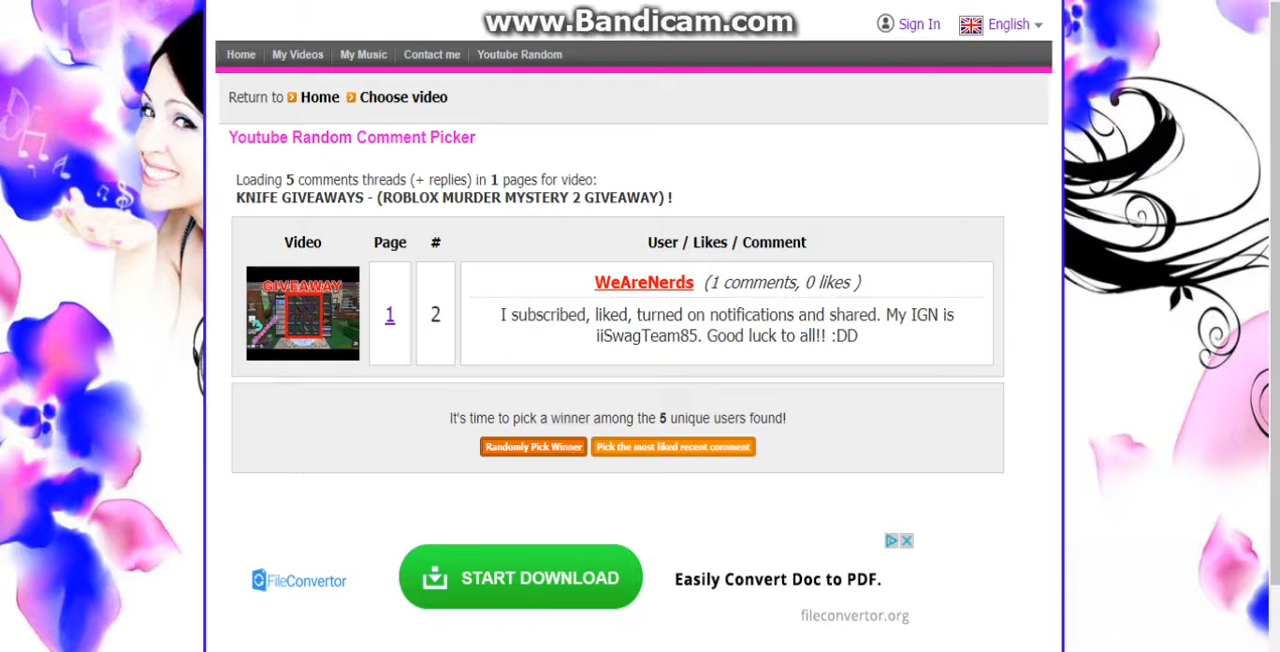 www.Bandicam.com
Sign In
English
Home
My Videos
My Music
Contact me
Youtube Random
Return to Home Choose video
Youtube Random Comment Picker
Loading 5 comments threads (+ replies) in 1 pages for video:
KNIFE GIVEAWAYS - (ROBLOX MURDER MYSTERY 2 GIVEAWAY) !
Video
Page
#
User / Likes / Comment
GIVEAWAY
1
2
WeAreNerds (1 comments, 0 likes )
I subscribed, liked, turned on notifications and shared. My IGN is
iiSwagTeam85. Good luck to all!! :DD
It's time to pick a winner among the 5 unique users found!
Randomly Pick Winner
Pick the most liked recent comment
FileConvertor
START DOWNLOAD
Easily Convert Doc to PDF.
fileconvertor.org